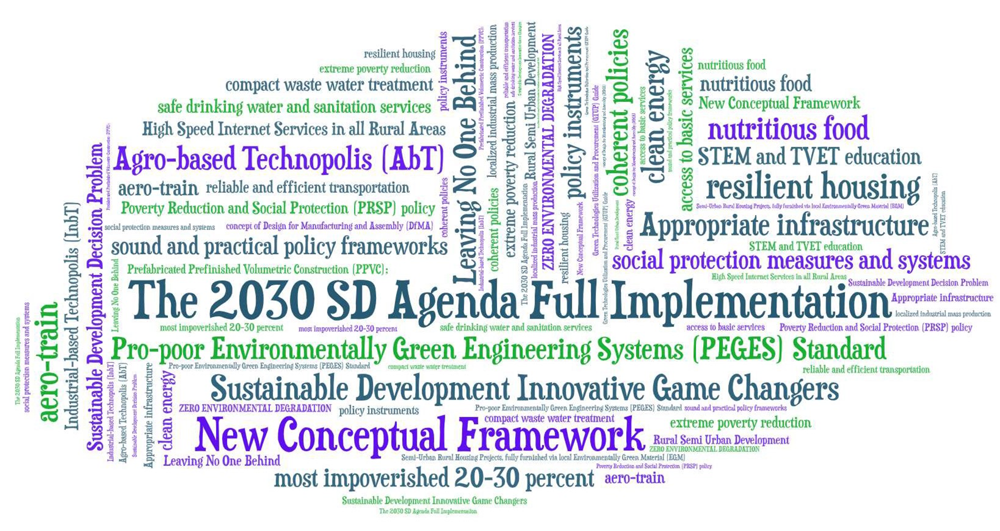 resilient housing
extreme poverty reduction
compact waste water treatment
safe drinking water and sanitation services
High Speed Internet Services in all Rural Areas
Agro-based Technopolis (AbT)
aero-train
reliable and efficient transportation
Poverty Reduction and Social Protection (PRSP) policy
social protection measures and systems
concept of Design for Manufacturing and Assembly (DfMA)
sound and practical policy frameworks
Prefabricated Prefinished Volumetric Construction (PPVC);
policy instruments
coherent policies
Leaving No One Behind
Prefabricated Prefinished Volumetric Construction (PPVC);
Industrial-based Technopolis (InbT)
localized industrial mass production
coherent policies
reliable and efficient transportation
safe drinking water and sanitation services
extreme poverty reduction
Sustainable Development Innovative Game Changers
Rural Semi Urban Development
The 2030 SD Agenda Full Implementation
localized industrial mass production
ZERO ENVIRONMENTAL DEGRADATION
High Speed Internet Services in all Rural Areas
policy instruments
resilient housing
New Conceptual Framework
Green Technologies Utilization and Procurement (GTUP) Guide
Green Technologies Utilization and Procurement (GTUP) Guide
Green Technologies Utilization and Procurement (GTUP) Guide
concept of Design for Manufacturing and Assembly (DfMA)
coherent policies
Rural Semi Urban Development
clean energy
concept of Design for Manufacturing and Assembly (DfMA)
access to basic services
clean energy
sound and practical policy frameworks
access to basic services
nutritious food
nutritious food
New Conceptual Framework
nutritious food
STEM and TVET education
resilient housing
Semi-Urban Rural Housing Projects, fully furnished via local Environmentally Green Material (EGM)
Appropriate infrastructure
Agro-based Technopolis (AbT)
STEM and TVET education
STEM and TVET education
social protection measures and systems
High Speed Internet Services in all Rural Areas
Sustainable Development Decision Problem
The 2030 SD Agenda Full Implementation
Appropriate infrastructure
localized industrial mass production
most impoverished 20-30 percent
most impoverished 20-30 percent
safe drinking water and sanitation services
access to basic services
Poverty Reduction and Social Protection (PRSP) policy
The 2030 SD Agenda Full Implementation
social protection measures and systems
aero-train
Industrial-based Technopolis (InbT)
Sustainable Development Decision Problem
Prefabricated Prefinished Volumetric Construction (PPVC);
Leaving No One Behind
Pro-poor Environmentally Green Engineering Systems (PEGES) Standard
Pro-poor Environmentally Green Engineering Systems (PEGES) Standard
compact waste water treatment
reliable and efficient transportation
Industrial-based Technopolis (InbT)
Agro-based Technopolis (AbT)
Sustainable Development Decision Problem
Appropriate infrastructure
clean energy
Sustainable Development Innovative Game Changers
ZERO ENVIRONMENTAL DEGRADATION
policy instruments
Pro-poor Environmentally Green Engineering Systems (PEGES) Standard
sound and practical policy frameworks
New Conceptual Framework
compact waste water treatment
extreme poverty reduction
Rural Semi Urban Development
ZERO ENVIRONMENTAL DEGRADATION
Leaving No One Behind
Semi-Urban Rural Housing Projects, fully furnished via local Environmentally Green Material (EGM)
Poverty Reduction and Social Protection (PRSP) policy
most impoverished 20-30 percent
aero-train
Sustainable Development Innovative Game Changers
The 2030 SD Agenda Full Implementation